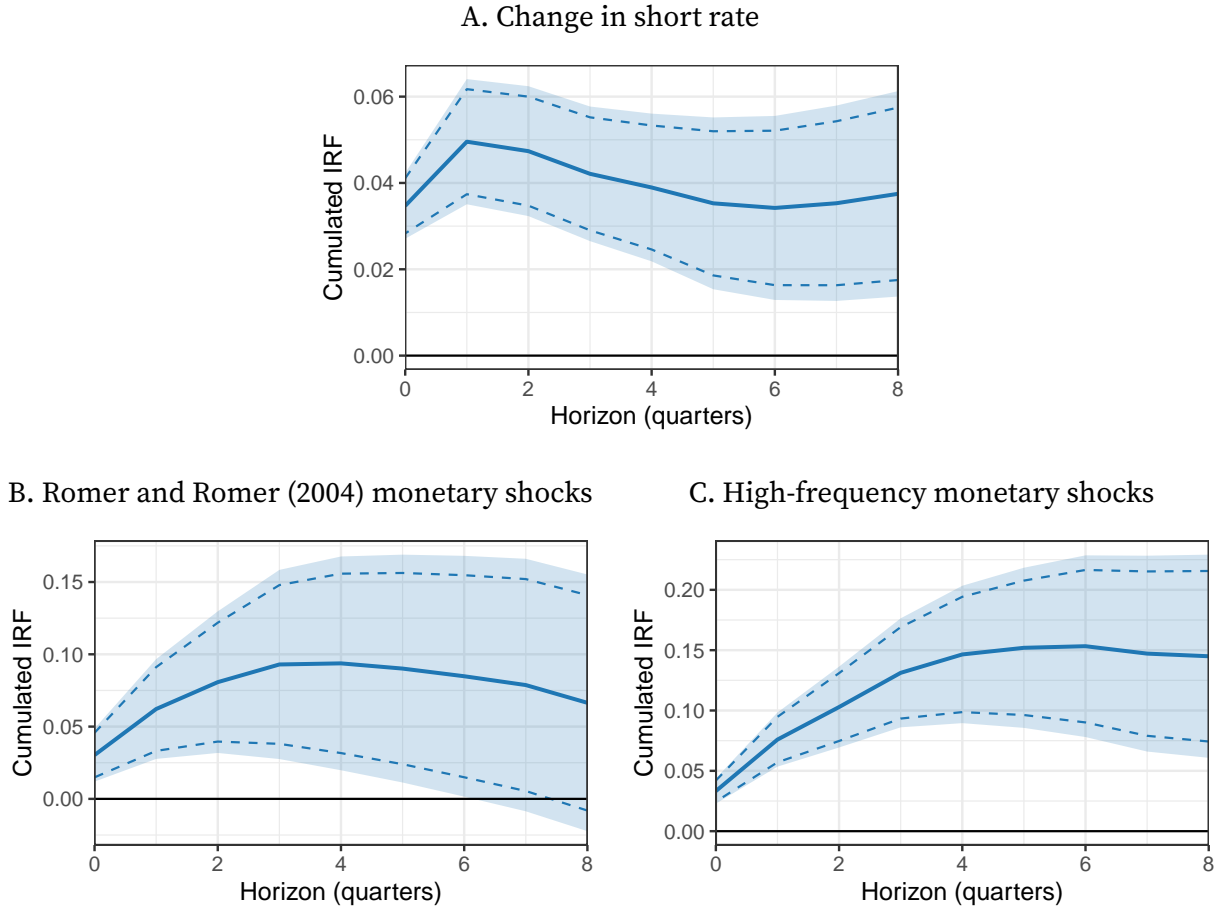 A. Change in short rate
Cumulated IRF
0.06
0.04
0.02
0.00
0 2 4 6 8
Horizon (quarters)
B. Romer and Romer (2004) monetary shocks
Cumulated IRF
0.15
0.10
0.05
0.00
0 2 4 6 8
Horizon (quarters)
C. High-frequency monetary shocks
Cumulated IRF
0.20
0.15
0.10
0.05
0.00
0 2 4 6 8
Horizon (quarters)